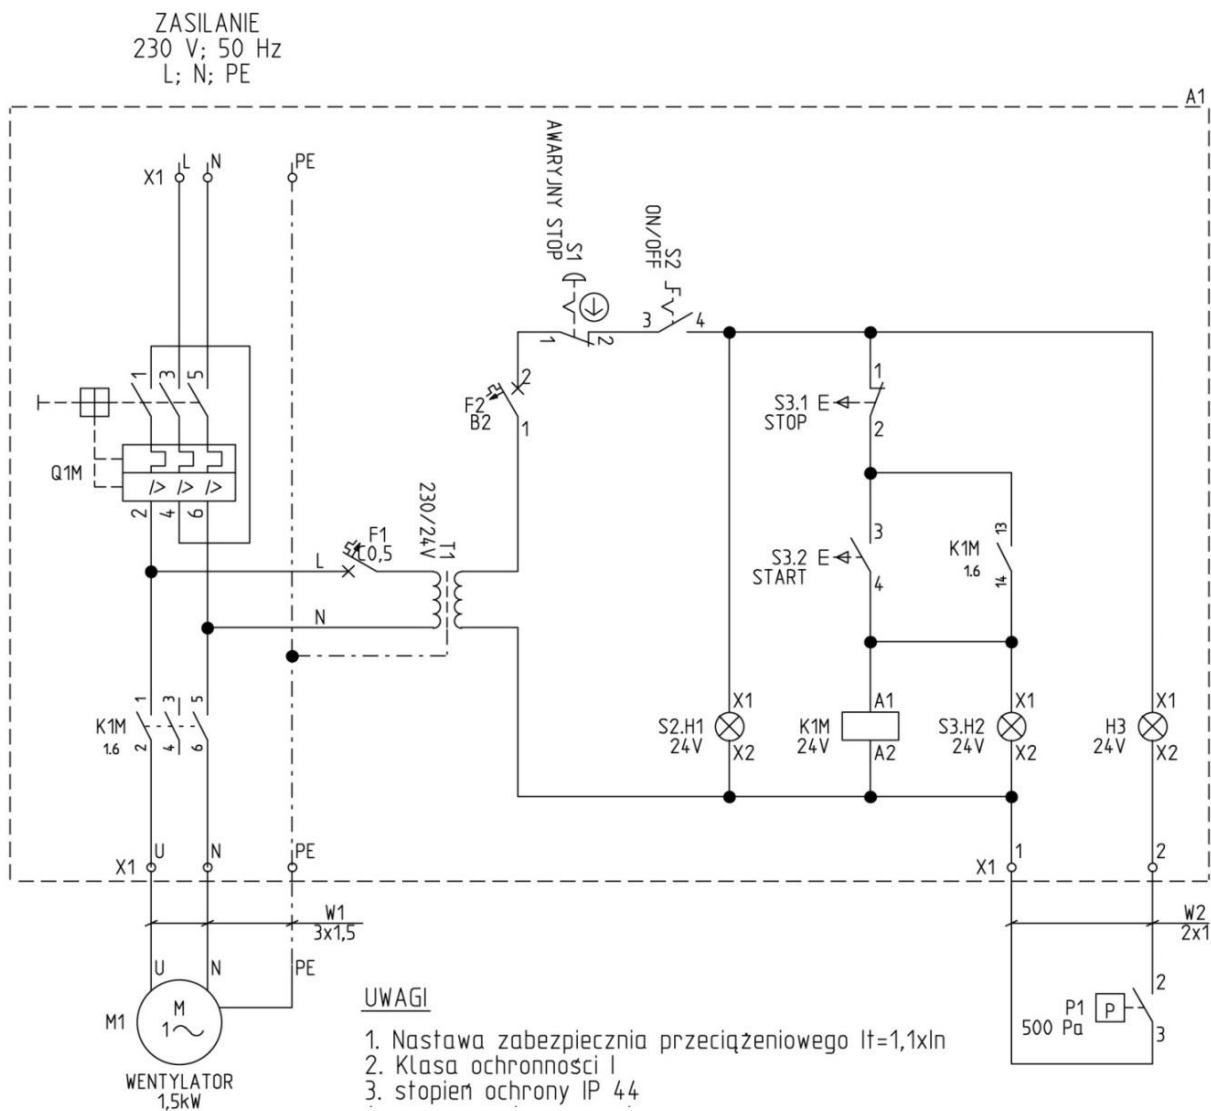 ZASILANIE
230 V; 50 Hz
L; N; PE
A1
X1 L N PE
AWARYJNY STOP
S1
ON/OFF
S2
1 2
3 4
1 3 5
Q1M
I> I> I>
2 4 6
F2
B2
2
1
230/24V
T1
F1
C0,5
L
N
1
S3.1 E
STOP
2
3
S3.2 E
START
4
13
K1M
1.6
14
1 3 5
K1M
1.6
2 4 6
X1
S2.H1
24V
X2
A1
K1M
24V
A2
X1
S3.H2
24V
X2
X1
H3
24V
X2
X1 U N PE
X1 1 2
W1
3x1,5
W2
2x1
U N PE
M1
M
1~
WENTYLATOR
1,5kW
2
P1 P
500 Pa
3
UWAGI
1. Nastawa zabezpiecznia przeciążeniowego It=1,1xIn
2. Klasa ochronności I
3. stopień ochrony IP 44